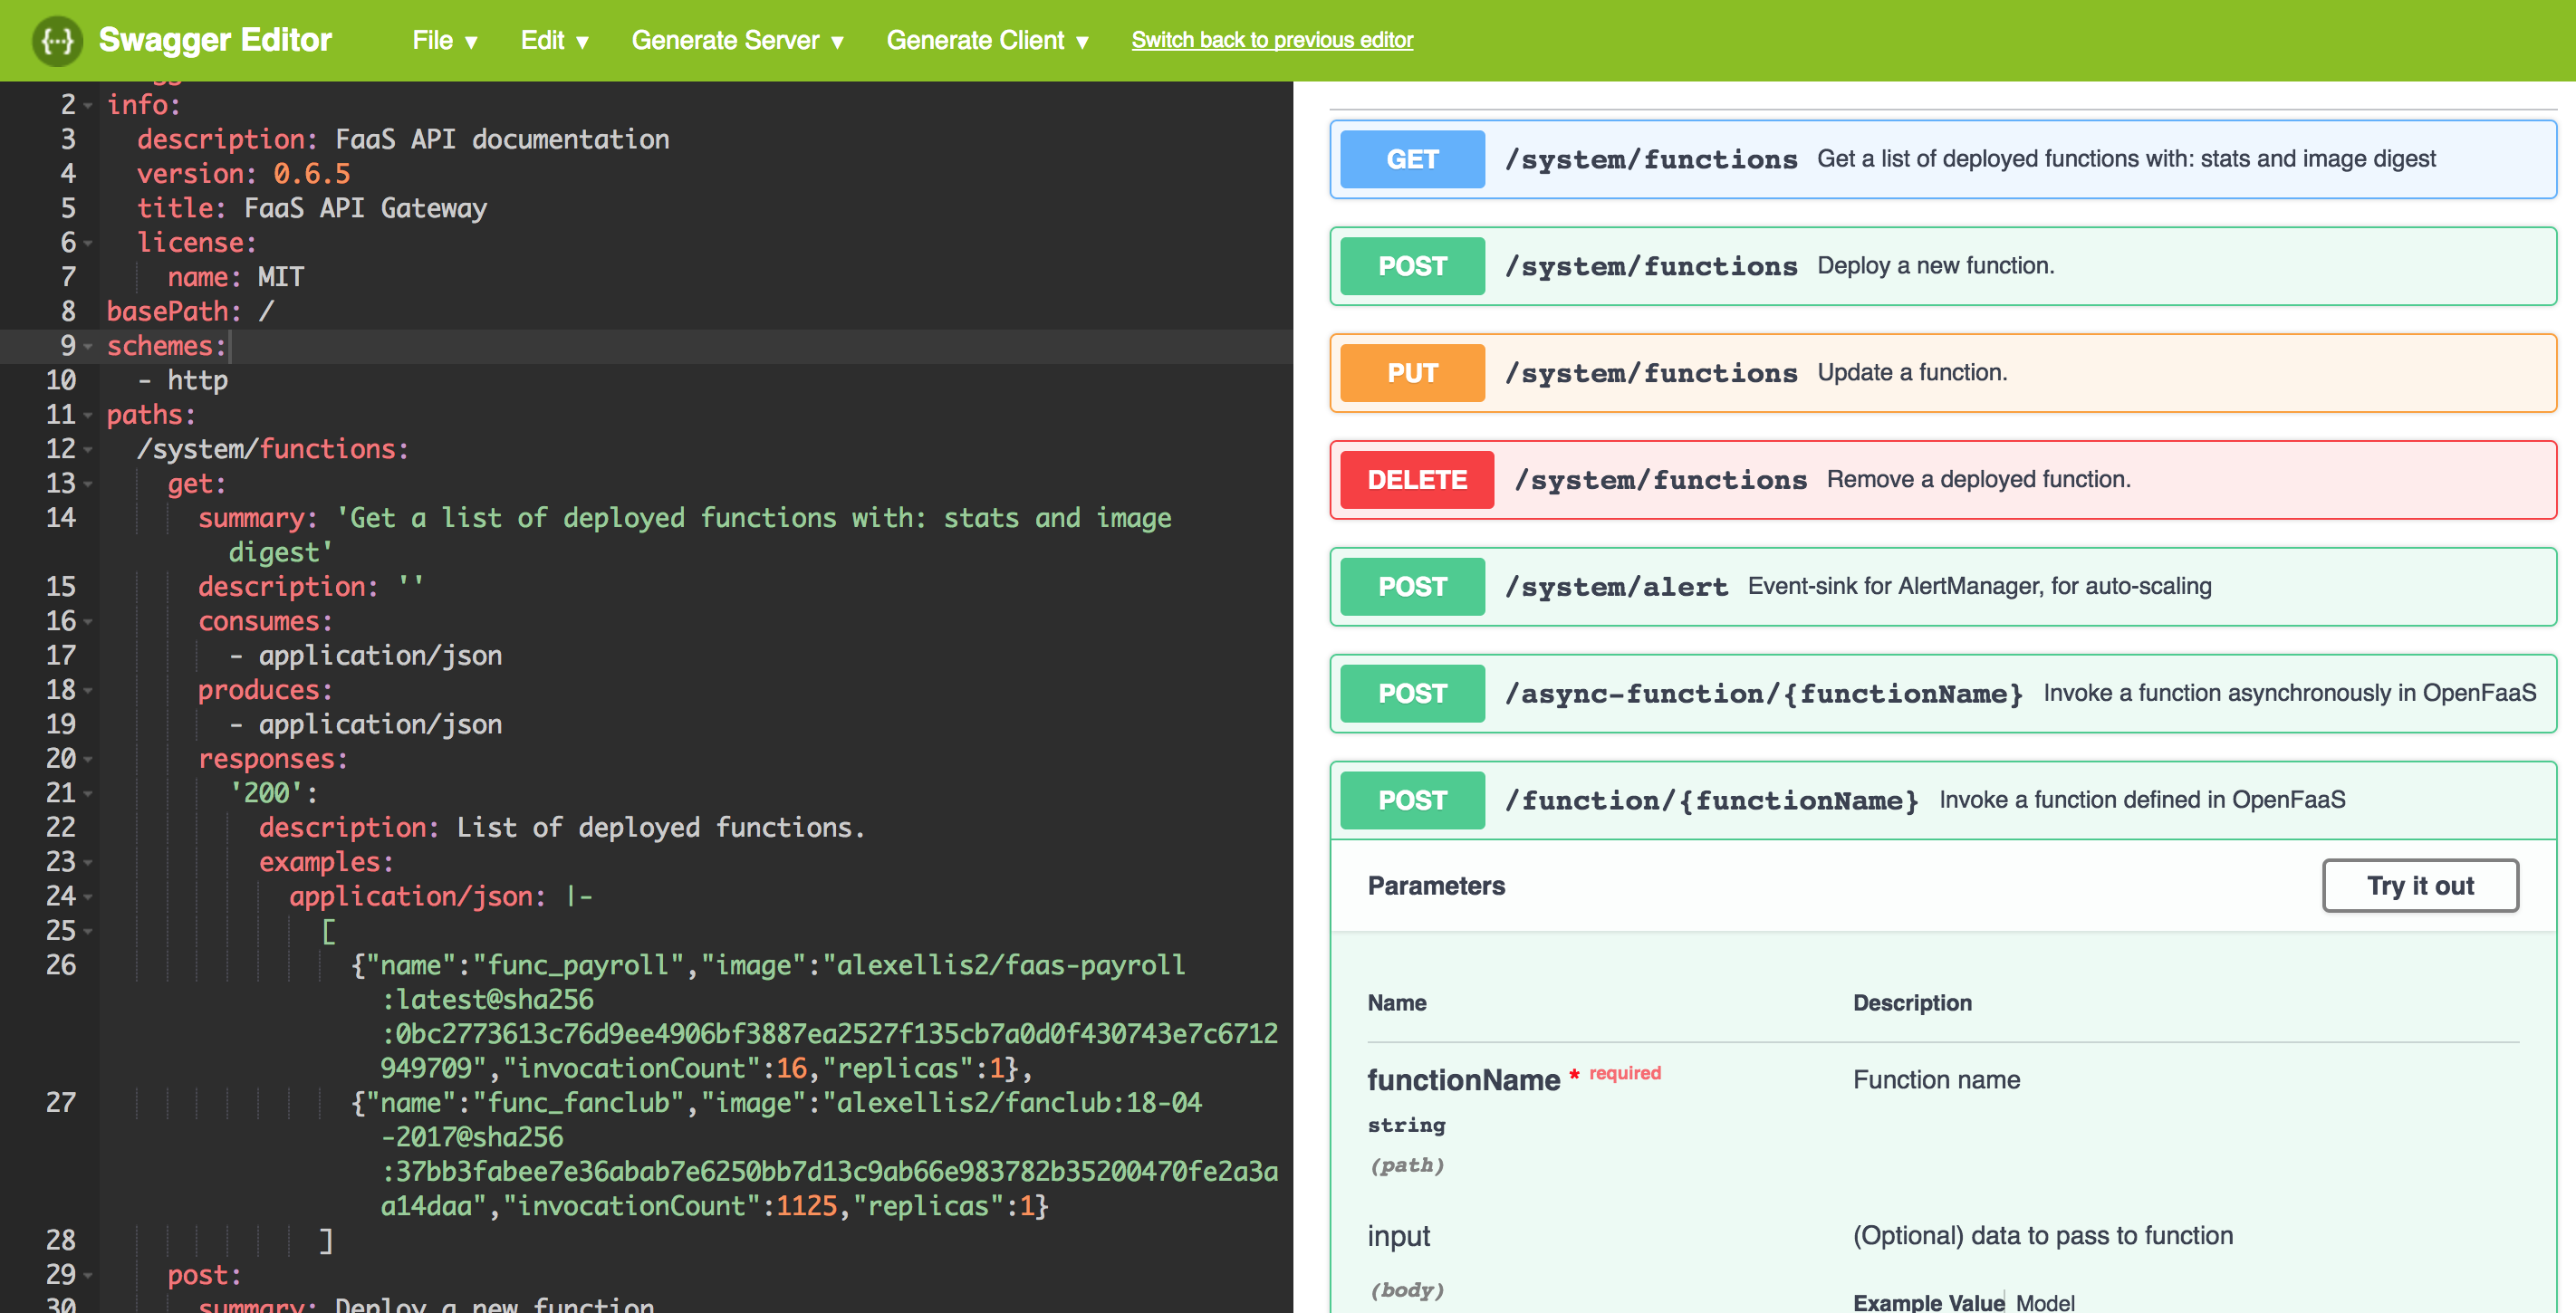 Swagger Editor
File ▼
Edit ▼
Generate Server ▼
Generate Client ▼
Switch back to previous editor
2 info:
3 description: FaaS API documentation
4 version: 0.6.5
5 title: FaaS API Gateway
6 license:
7 name: MIT
8 basePath: /
9 schemes:
10 - http
11 paths:
12 /system/functions:
13 get:
14 summary: 'Get a list of deployed functions with: stats and image
digest'
15 description: ''
16 consumes:
17 - application/json
18 produces:
19 - application/json
20 responses:
21 '200':
22 description: List of deployed functions.
23 examples:
24 application/json: |-
25 [
26 {"name":"func_payroll","image":"alexellis2/faas-payroll
:latest@sha256
:0bc2773613c76d9ee4906bf3887ea2527f135cb7a0d0f430743e7c6712
949709","invocationCount":16,"replicas":1},
27 {"name":"func_fanclub","image":"alexellis2/fanclub:18-04
-2017@sha256
:37bb3fabee7e36abab7e6250bb7d13c9ab66e983782b35200470fe2a3a
a14daa","invocationCount":1125,"replicas":1}
28 ]
29 post:
30 summary: Deploy a new function
GET /system/functions Get a list of deployed functions with: stats and image digest
POST /system/functions Deploy a new function.
PUT /system/functions Update a function.
DELETE /system/functions Remove a deployed function.
POST /system/alert Event-sink for AlertManager, for auto-scaling
POST /async-function/{functionName} Invoke a function asynchronously in OpenFaaS
POST /function/{functionName} Invoke a function defined in OpenFaaS
Parameters
Try it out
Name Description
functionName * required Function name
string
(path)
input (Optional) data to pass to function
(body)
Example Value Model